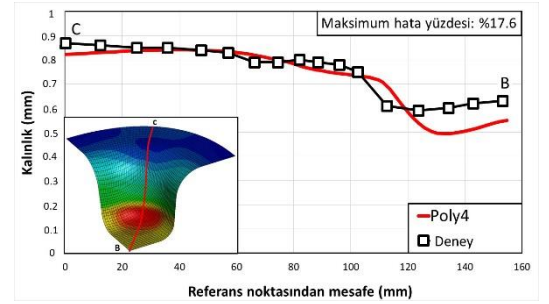 Maksimum hata yüzdesi: %17.6
C
B
Kalınlık (mm)
1
0.9
0.8
0.7
0.6
0.5
0.4
0.3
0.2
0.1
0
C
B
Poly4
Deney
0 20 40 60 80 100 120 140 160
Referans noktasından mesafe (mm)